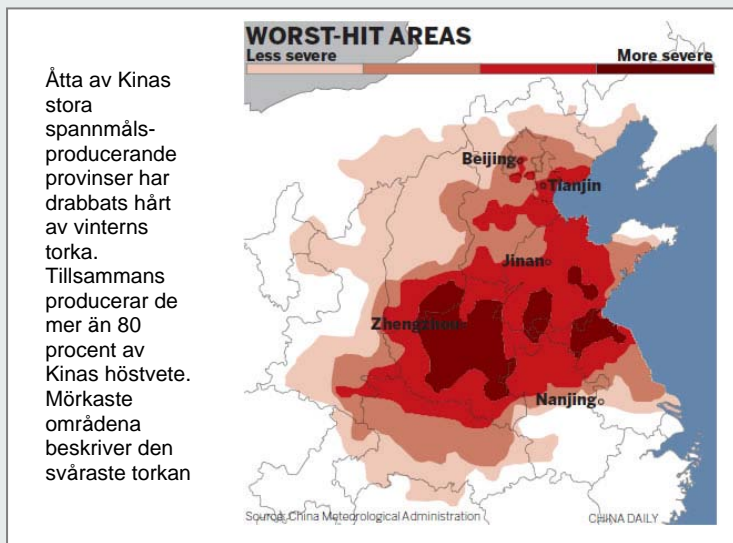 Åtta av Kinas
stora
spannmåls-
producerande
provinser har
drabbats hårt
av vinterns
torka.
Tillsammans
producerar de
mer än 80
procent av
Kinas höstvete.
Mörkaste
områdena
beskriver den
svåraste torkan
WORST-HIT AREAS
Less severe More severe
Beijing
Tianjin
Jinan
Zhengzhou
Nanjing
Source: China Meteorological Administration CHINA DAILY